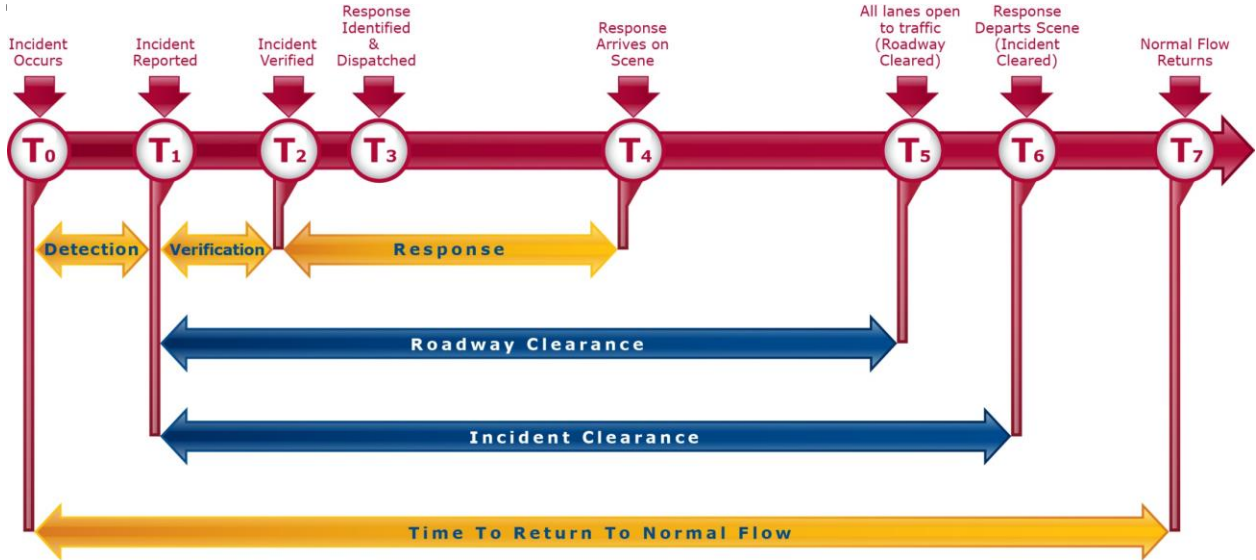 Incident
Occurs
Incident
Reported
Incident
Verified
Response
Identified
&
Dispatched
Response
Arrives on
Scene
All lanes open
to traffic
(Roadway
Cleared)
Response
Departs Scene
(Incident
Cleared)
Normal Flow
Returns
T0
T1
T2
T3
T4
T5
T6
T7
Detection
Verification
Response
Roadway Clearance
Incident Clearance
Time To Return To Normal Flow